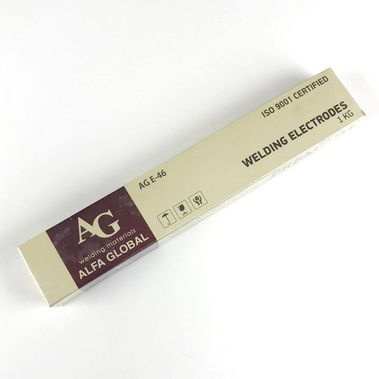 AG
welding materials
ALFA GLOBAL
AG E-46
ISO 9001 CERTIFIED
WELDING ELECTRODES
1 KG